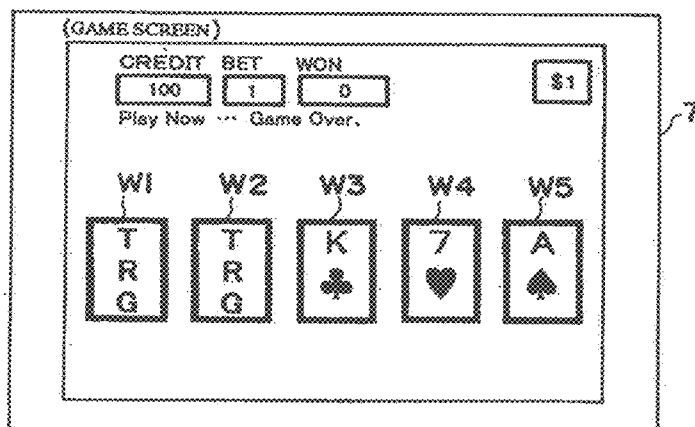 (GAME SCREEN)
CREDIT BET WON
100 1 0 $1
Play Now ... Game Over.
7
W1 W2 W3 W4 W5
T T K 7 A
R R
G G